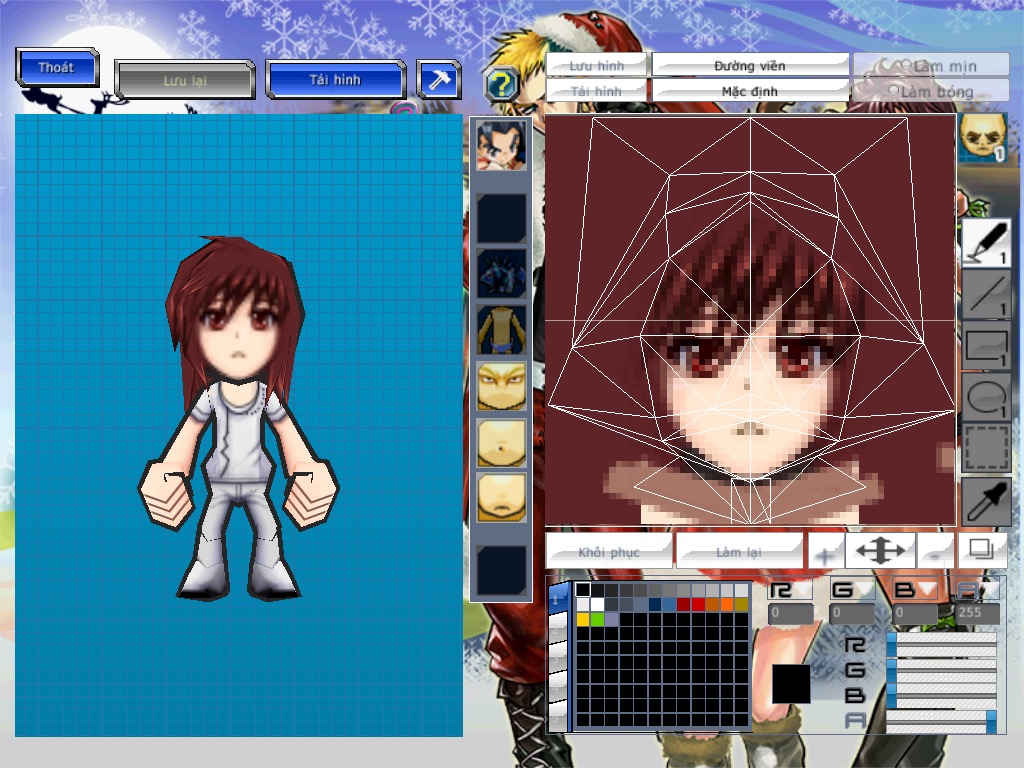 Thoát
Lưu lại
Tải hình
?
Lưu hình
Đường viền
Làm mịn
Tải hình
Mặc định
Làm bóng
1
1
1
1
1
Khôi phục
Làm lại
+
-
1
R
G
B
A
0
0
0
255
R
G
B
A